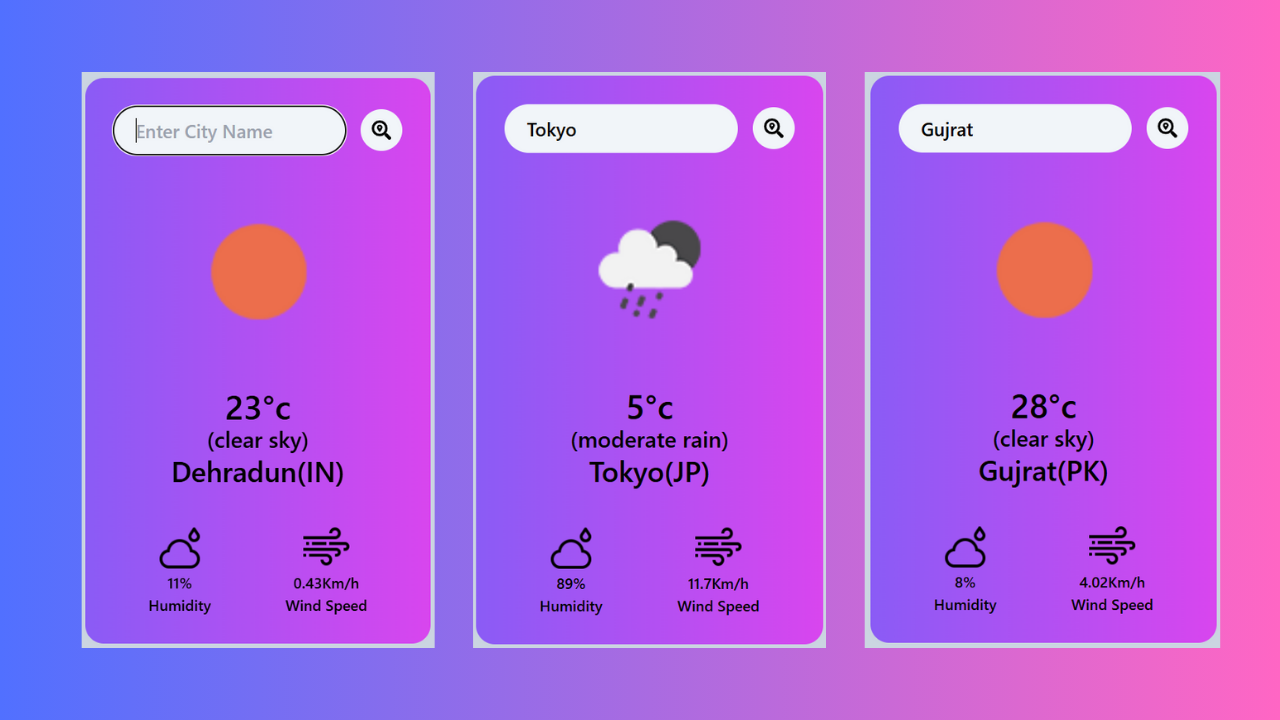 Enter City Name
23°c
(clear sky)
Dehradun(IN)
11%
Humidity
0.43Km/h
Wind Speed
Tokyo
5°c
(moderate rain)
Tokyo(JP)
89%
Humidity
11.7Km/h
Wind Speed
Gujrat
28°c
(clear sky)
Gujrat(PK)
8%
Humidity
4.02Km/h
Wind Speed